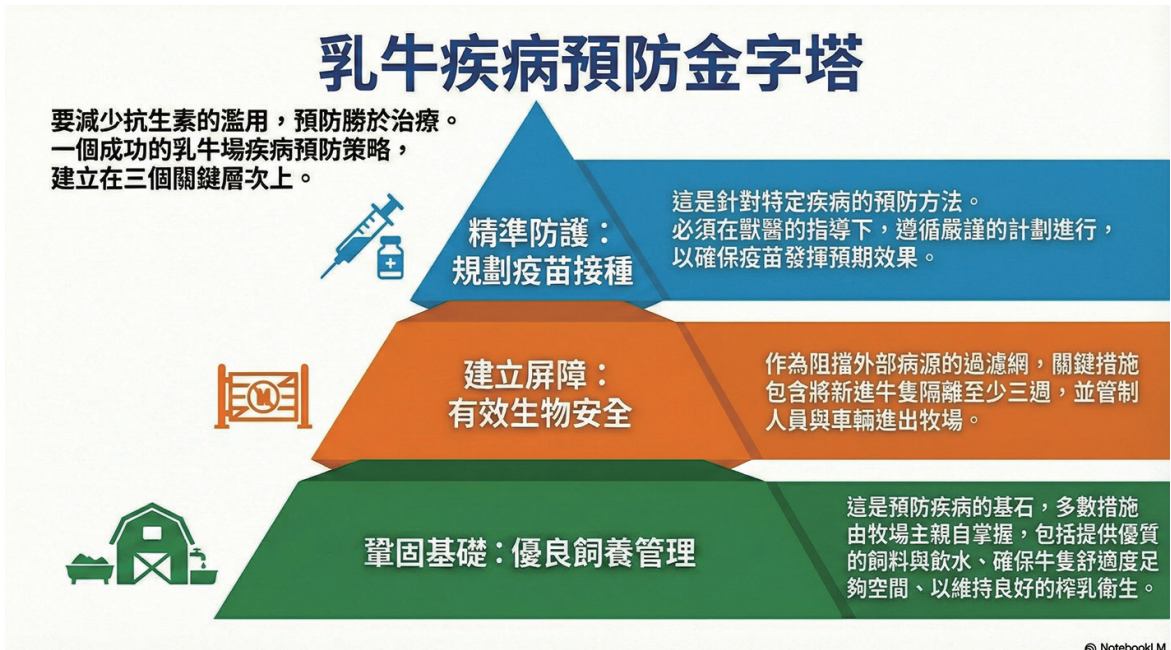 乳牛疾病預防金字塔
要減少抗生素的濫用，預防勝於治療。
一個成功的乳牛場疾病預防策略，
建立在三個關鍵層次上。
精準防護：
規劃疫苗接種
這是針對特定疾病的預防方法。
必須在獸醫的指導下，遵循嚴謹的計劃進行，
以確保疫苗發揮預期效果。
建立屏障：
有效生物安全
作為阻擋外部病源的過濾網，關鍵措施
包含將新進牛隻隔離至少三週，並管制
人員與車輛進出牧場。
鞏固基礎：優良飼養管理
這是預防疾病的基石，多數措施
由牧場主親自掌握，包括提供優質
的飼料與飲水、確保牛隻舒適度足
夠空間、以維持良好的榨乳衛生。
NotebookLM